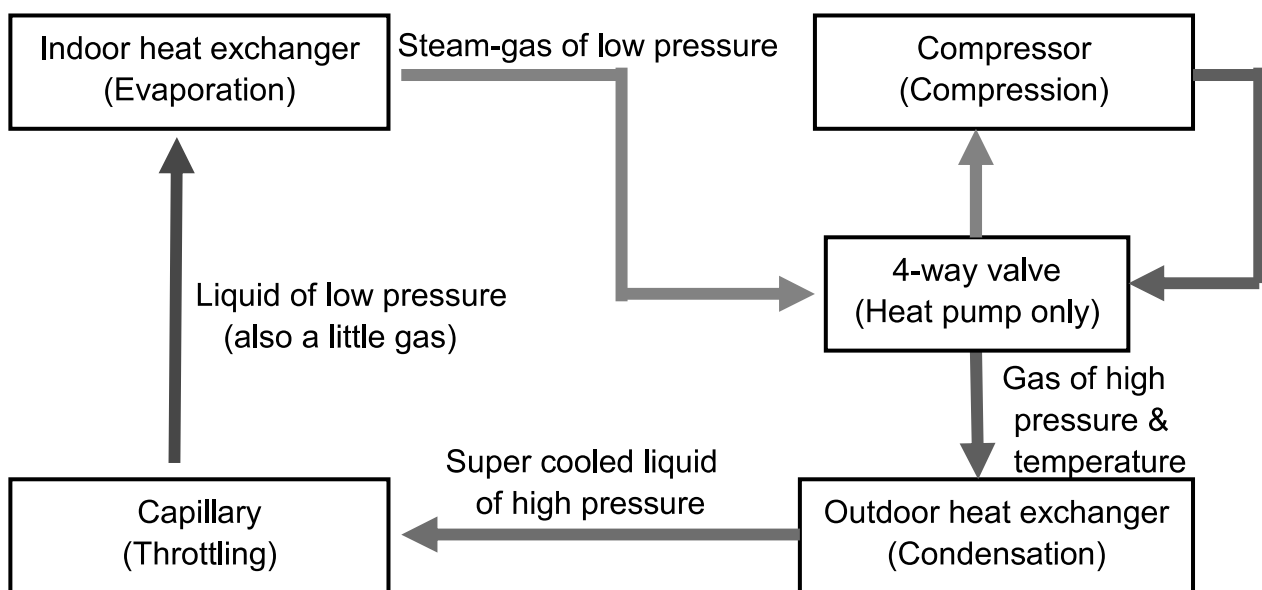 Indoor heat exchanger
(Evaporation)
Steam-gas of low pressure
Compressor
(Compression)
4-way valve
(Heat pump only)
Liquid of low pressure
(also a little gas)
Gas of high
pressure &
temperature
Super cooled liquid
of high pressure
Capillary
(Throttling)
Outdoor heat exchanger
(Condensation)